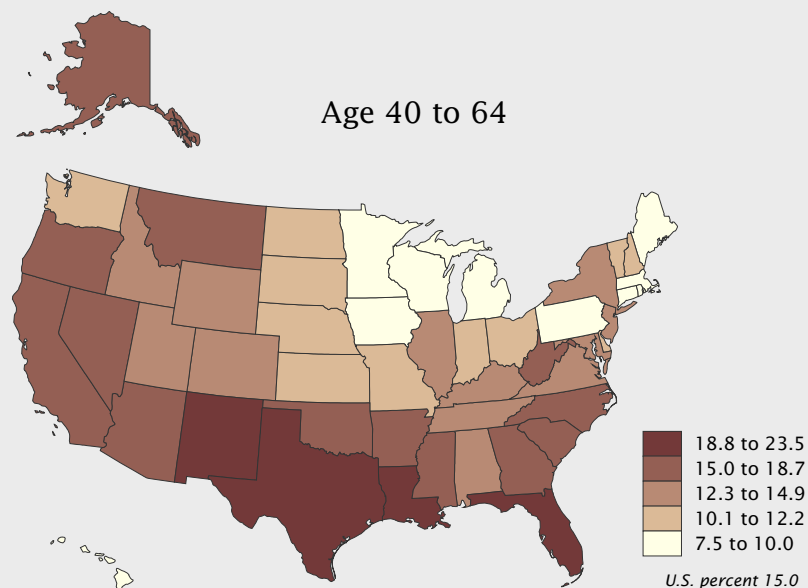 Age 40 to 64
18.8 to 23.5
15.0 to 18.7
12.3 to 14.9
10.1 to 12.2
7.5 to 10.0
U.S. percent 15.0